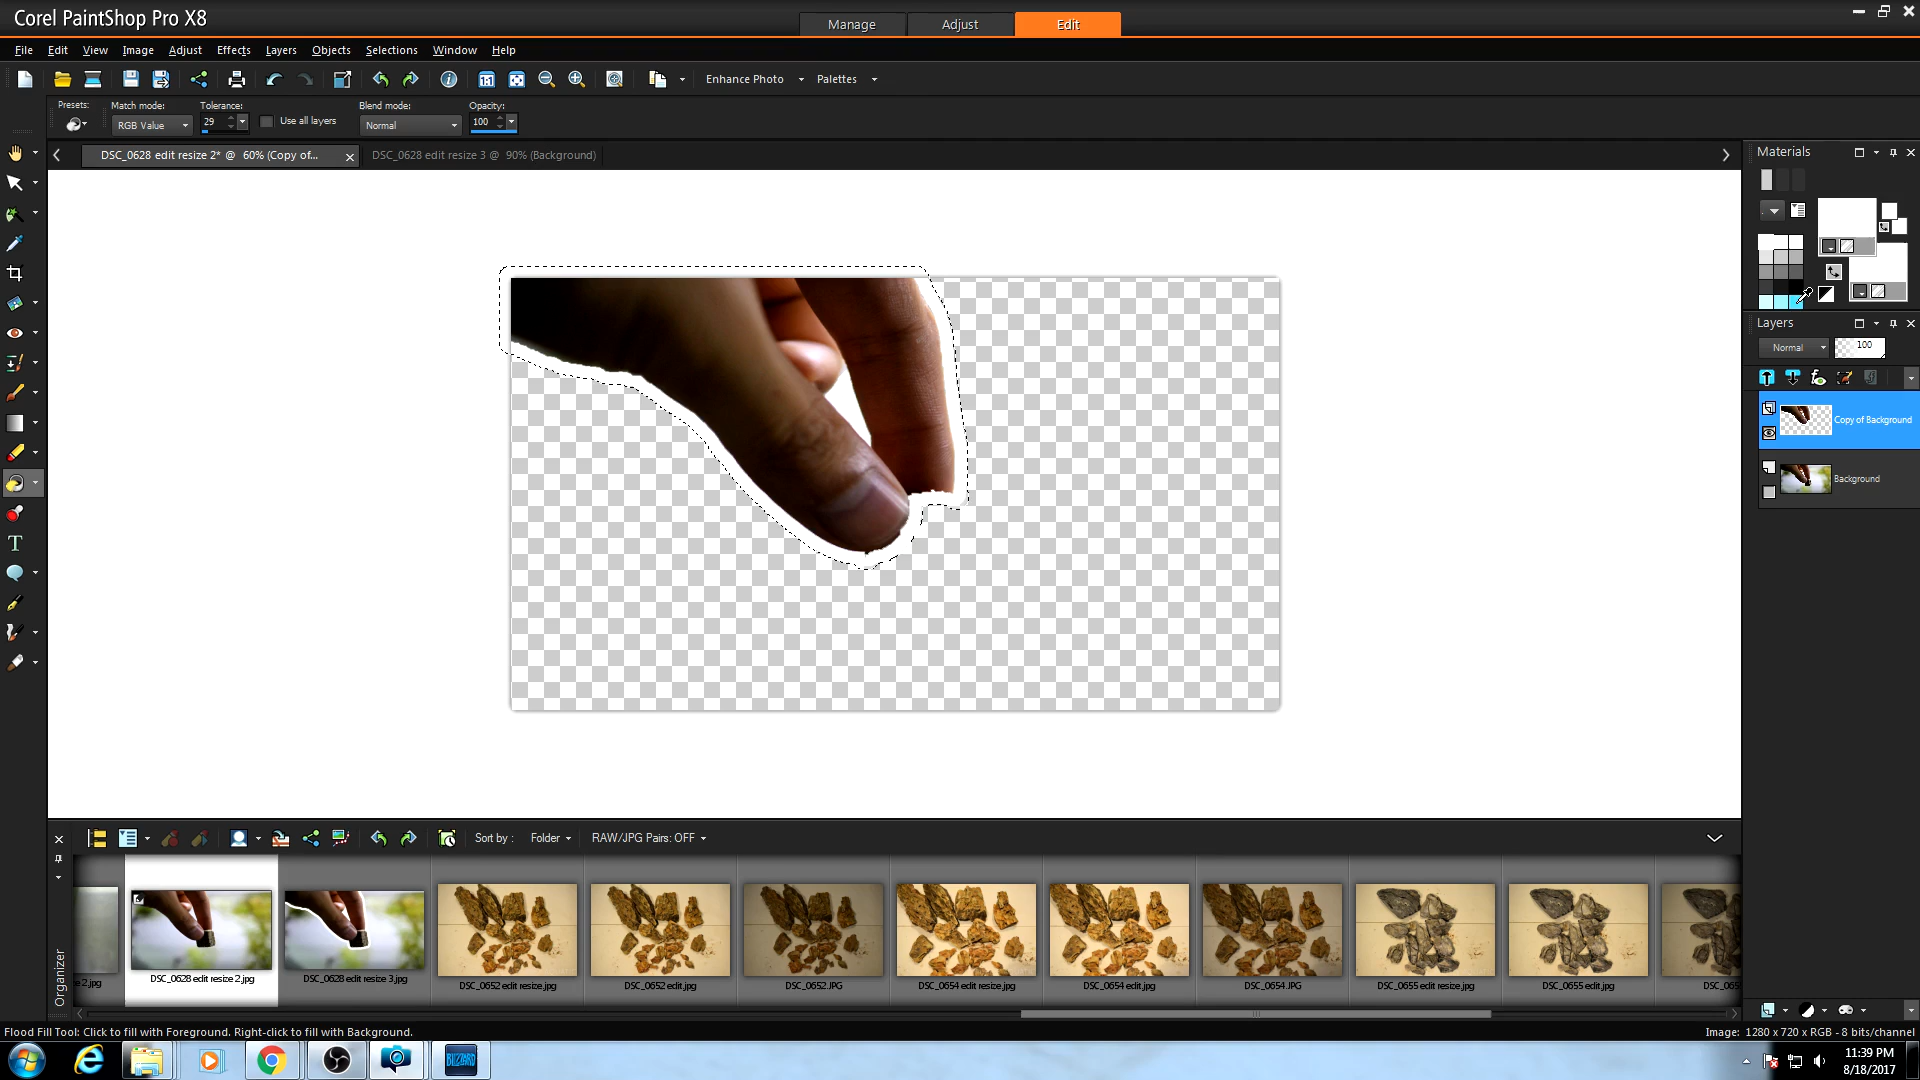 Corel PaintShop Pro X8
Manage
Adjust
Edit
File Edit View Image Adjust Effects Layers Objects Selections Window Help
Enhance Photo
Palettes
Presets:
Match mode:
RGB Value
Tolerance:
29
Use all layers
Blend mode:
Normal
Opacity:
100
DSC_0628 edit resize 2* @ 60% (Copy of...
DSC_0628 edit resize 3 @ 90% (Background)
Materials
Layers
Normal
100
Copy of Background
Background
Sort by :
Folder
RAW/JPG Pairs: OFF
Organizer
e 2.jpg
DSC_0628 edit resize 2.jpg
DSC_0628 edit resize 3.jpg
DSC_0652 edit resize.jpg
DSC_0652 edit.jpg
DSC_0652.JPG
DSC_0654 edit resize.jpg
DSC_0654 edit.jpg
DSC_0654.JPG
DSC_0655 edit resize.jpg
DSC_0655 edit.jpg
DSC_065
Flood Fill Tool: Click to fill with Foreground. Right-click to fill with Background.
Image: 1280 x 720 x RGB - 8 bits/channel
BLIZZARD
11:39 PM
8/18/2017